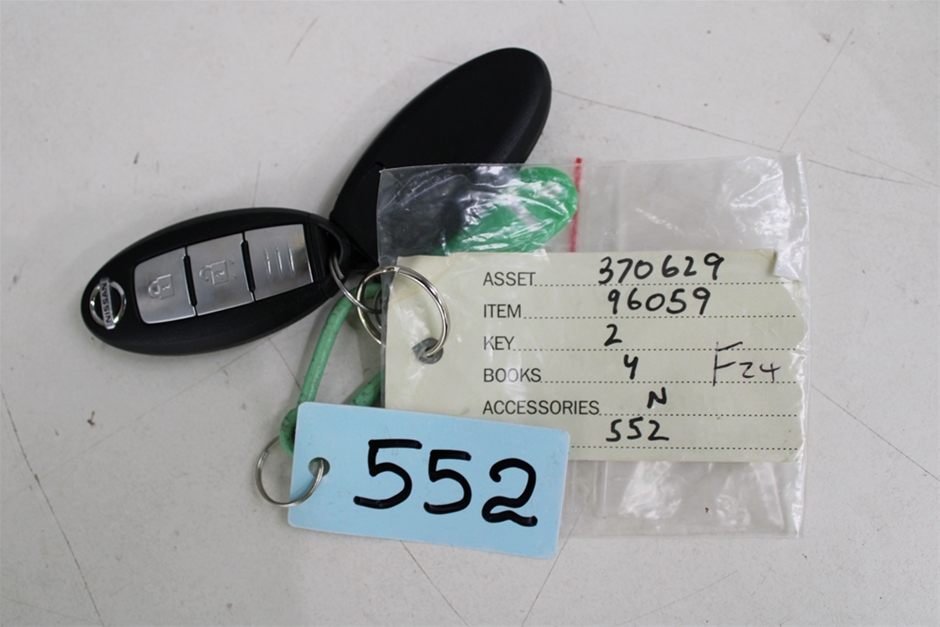 NISSAN
ASSET 370629
ITEM 96059
KEY 2
BOOKS 4 F24
ACCESSORIES N
552
552